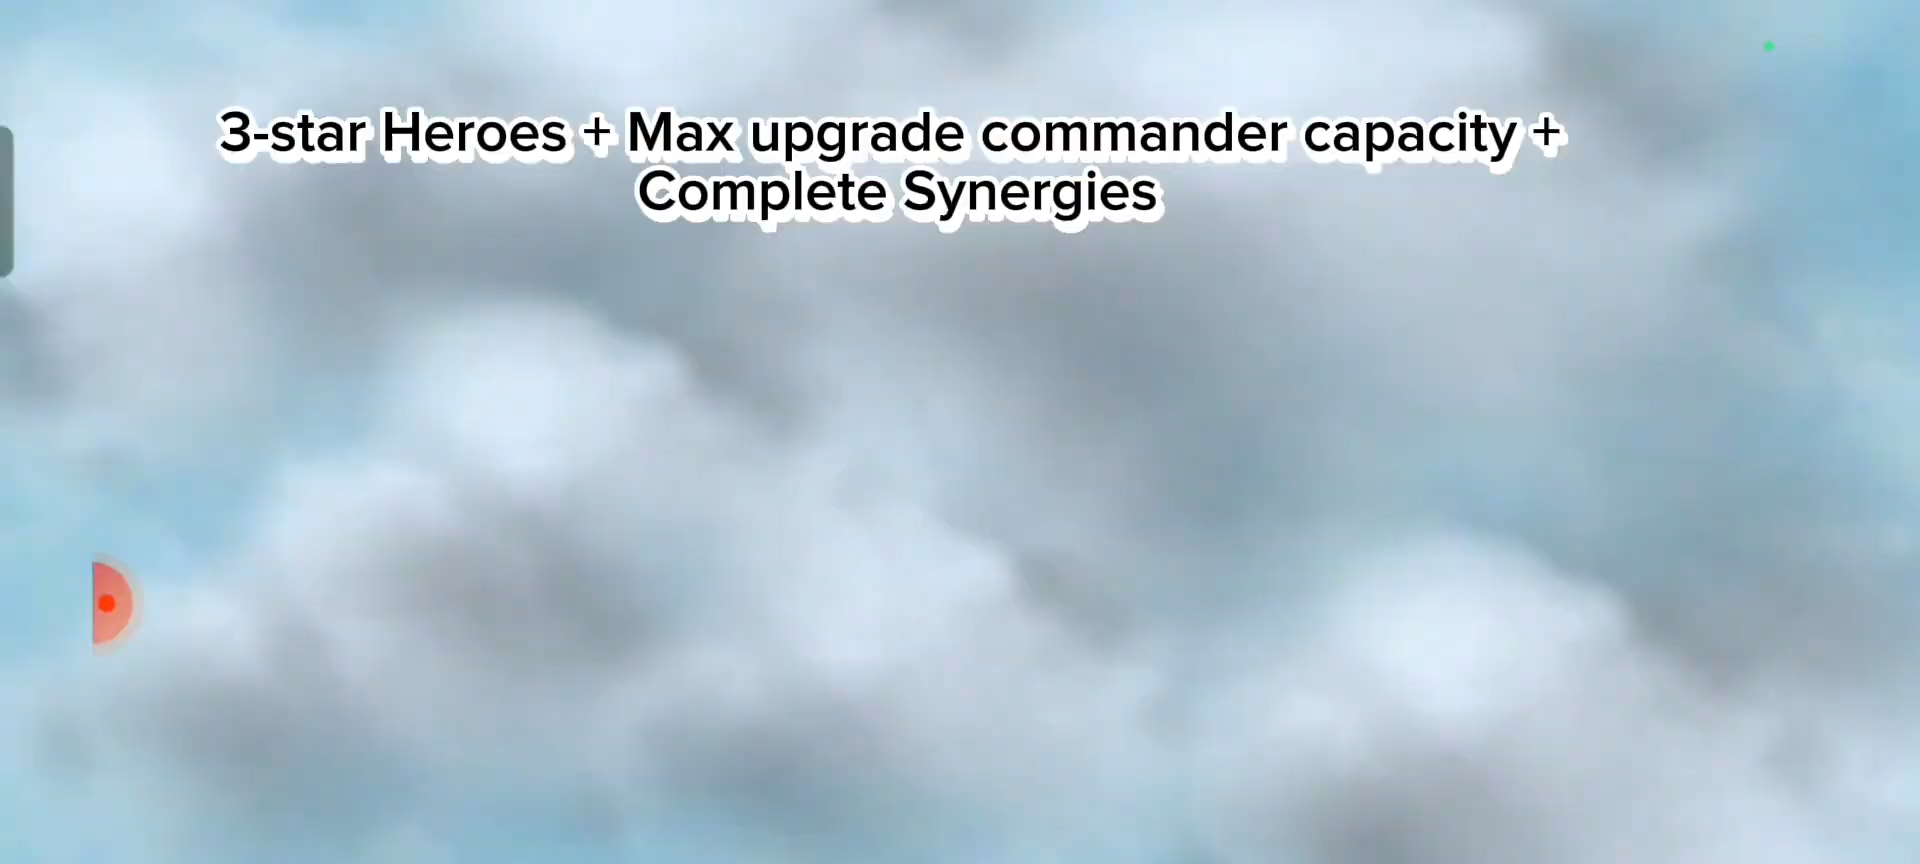 3-star Heroes + Max upgrade commander capacity +
Complete Synergies